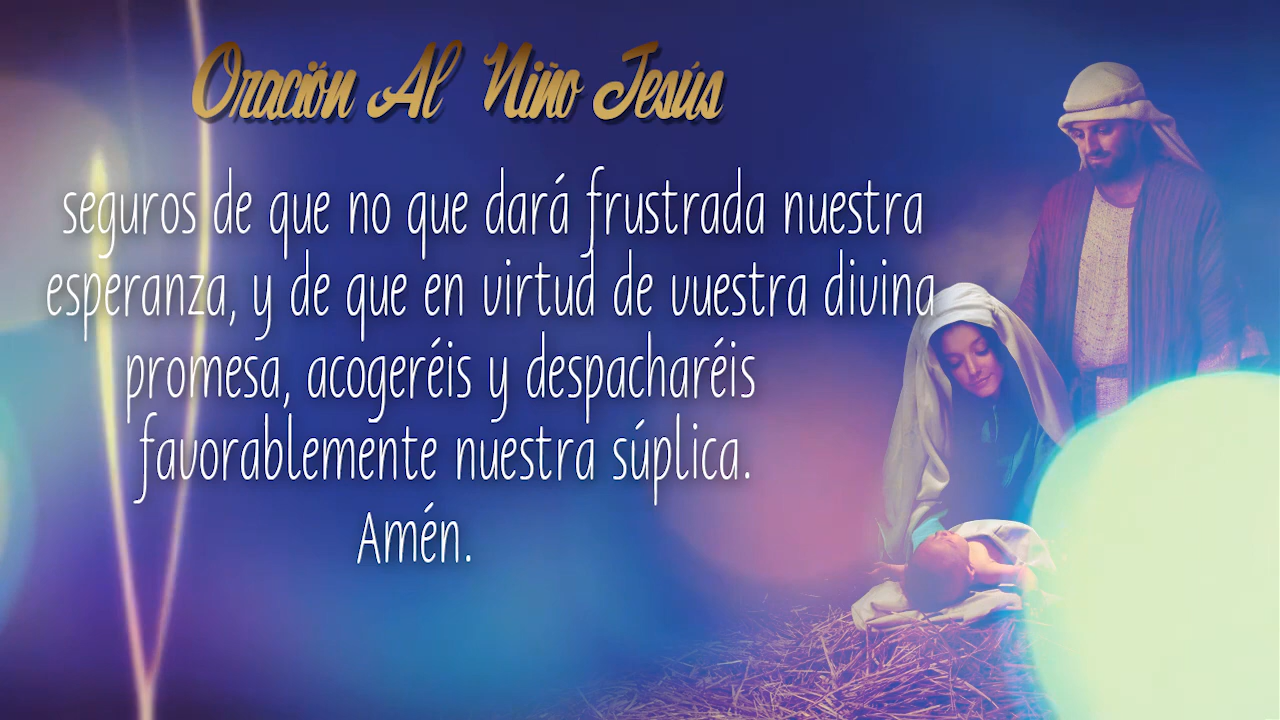 Oración Al Niño Jesús
seguros de que no que dará frustrada nuestra
esperanza, y de que en virtud de vuestra divina
promesa, acogeréis y despacharéis
favorablemente nuestra súplica.
Amén.